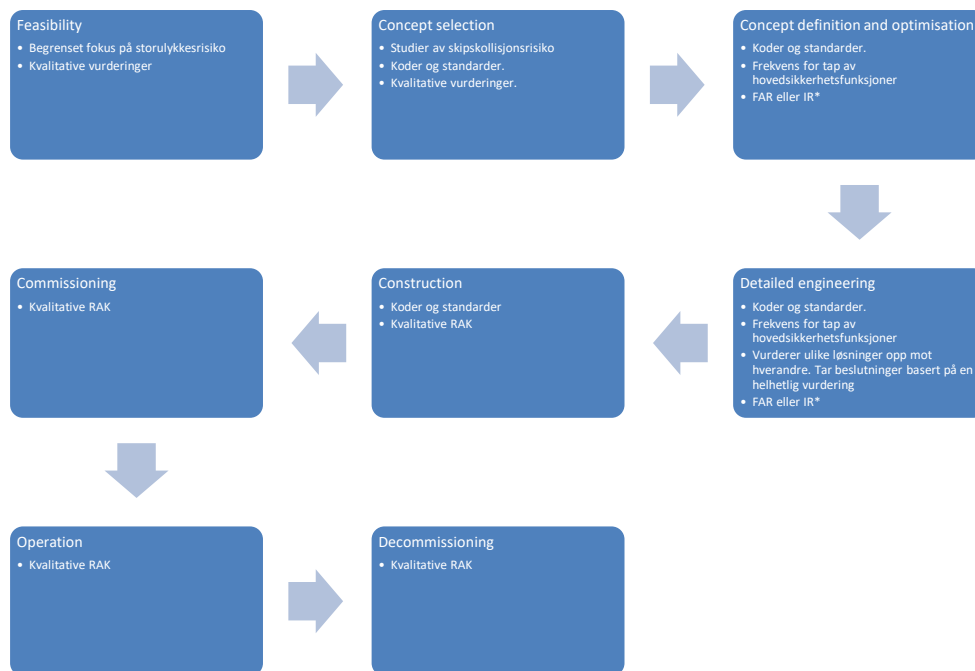 Feasibility
• Begrenset fokus på storulykkesrisiko
• Kvalitative vurderinger
Concept selection
• Studier av skipskollisjonsrisiko
• Koder og standarder.
• Kvalitative vurderinger.
Concept definition and optimisation
• Koder og standarder.
• Frekvens for tap av
hovedsikkerhetsfunksjoner
• FAR eller IR*
Detailed engineering
• Koder og standarder.
• Frekvens for tap av
hovedsikkerhetsfunksjoner
• Vurderer ulike løsninger opp mot
hverandre. Tar beslutninger basert på en
helhetlig vurdering
• FAR eller IR*
Construction
• Koder og standarder
• Kvalitative RAK
Commissioning
• Kvalitative RAK
Operation
• Kvalitative RAK
Decommissioning
• Kvalitative RAK